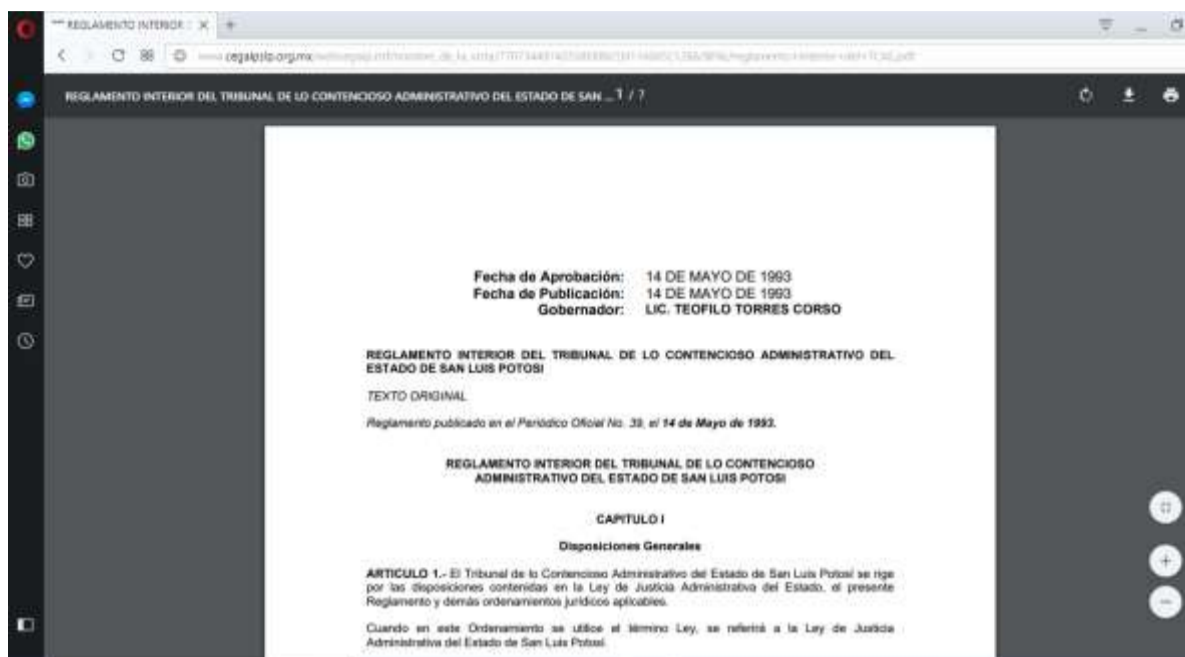 REGLAMENTO INTERIOR
cegaipslp.org.mx
REGLAMENTO INTERIOR DEL TRIBUNAL DE LO CONTENCIOSO ADMINISTRATIVO DEL ESTADO DE SAN ... 1 / 7
Fecha de Aprobación: 14 DE MAYO DE 1993
Fecha de Publicación: 14 DE MAYO DE 1993
Gobernador: LIC. TEOFILO TORRES CORSO
REGLAMENTO INTERIOR DEL TRIBUNAL DE LO CONTENCIOSO ADMINISTRATIVO DEL
ESTADO DE SAN LUIS POTOSI
TEXTO ORIGINAL
Reglamento publicado en el Periódico Oficial No. 39, el 14 de Mayo de 1993.
REGLAMENTO INTERIOR DEL TRIBUNAL DE LO CONTENCIOSO
ADMINISTRATIVO DEL ESTADO DE SAN LUIS POTOSI
CAPITULO I
Disposiciones Generales
ARTICULO 1.- El Tribunal de lo Contencioso Administrativo del Estado de San Luis Potosí se rige
por las disposiciones contenidas en la Ley de Justicia Administrativa del Estado, el presente
Reglamento y demás ordenamientos jurídicos aplicables.
Cuando en este Ordenamiento se utilice el término Ley, se referirá a la Ley de Justicia
Administrativa del Estado de San Luis Potosí.